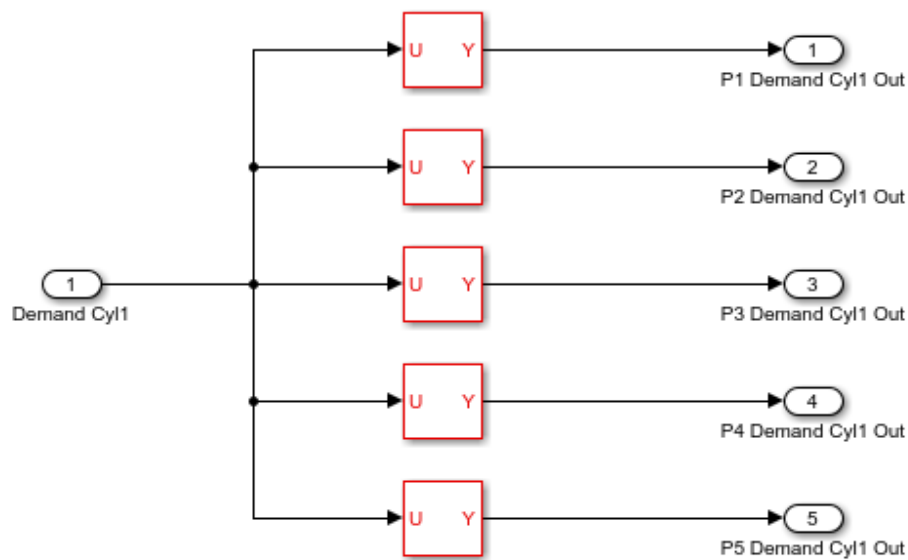 U Y
1
P1 Demand Cyl1 Out
U Y
2
P2 Demand Cyl1 Out
1
Demand Cyl1
U Y
3
P3 Demand Cyl1 Out
U Y
4
P4 Demand Cyl1 Out
U Y
5
P5 Demand Cyl1 Out